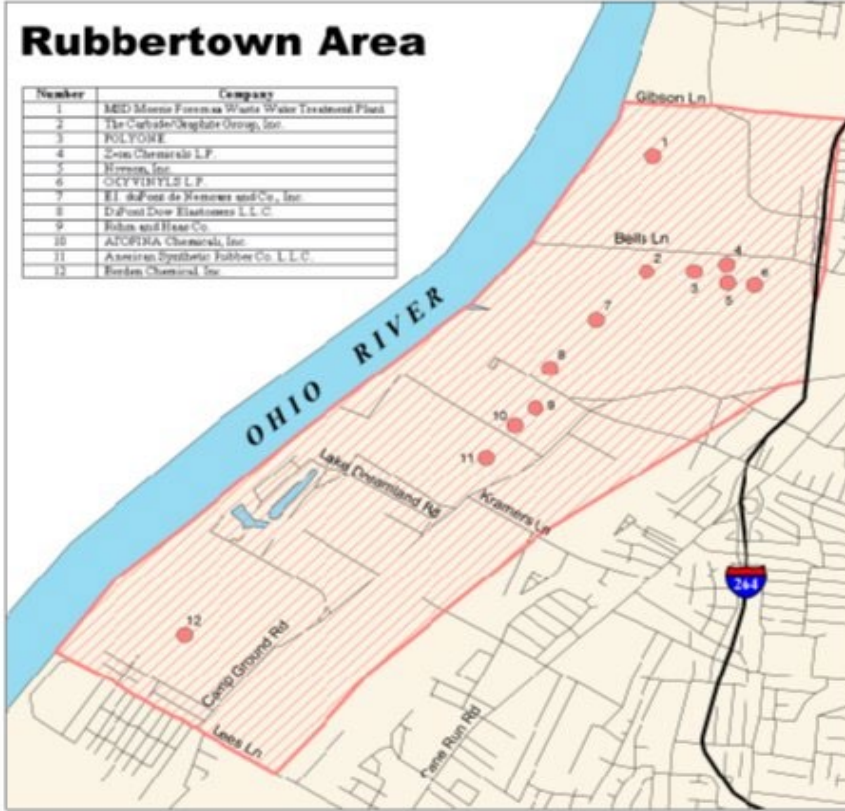 Rubbertown Area
Number Company
1 MSD Morris Forman Waste Water Treatment Plant
2 The Carbide/Graphite Group, Inc.
3 POLYONE
4 Zeon Chemicals L.P.
5 Noveon, Inc.
6 OCYVINYLS L.P.
7 E.I. duPont de Nemours and Co., Inc.
8 DuPont Dow Elastomers L.L.C.
9 Rohm and Haas Co.
10 ATOFINA Chemicals, Inc.
11 American Synthetic Rubber Co. L.L.C.
12 Borden Chemical, Inc.
Gibson Ln
1
Bells Ln
2
3
4
5
6
7
OHIO RIVER
8
9
10
11
Lake Dreamland Rd
Kramers Ln
264
12
Camp Ground Rd
Lees Ln
Cane Run Rd